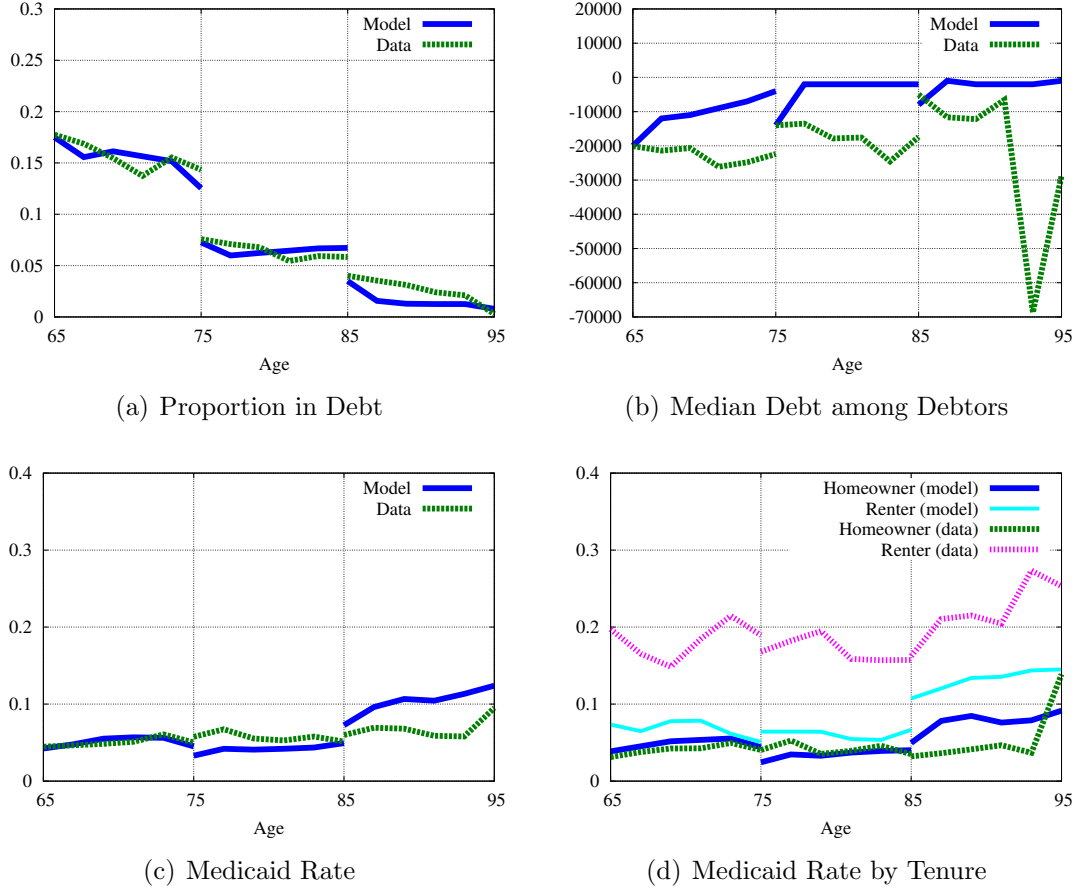 Model
Data
0.3
0.25
0.2
0.15
0.1
0.05
0
65
75
85
95
Age
(a) Proportion in Debt
Model
Data
20000
10000
0
-10000
-20000
-30000
-40000
-50000
-60000
-70000
65
75
85
95
Age
(b) Median Debt among Debtors
Model
Data
0.4
0.3
0.2
0.1
0
65
75
85
95
Age
(c) Medicaid Rate
Homeowner (model)
Renter (model)
Homeowner (data)
Renter (data)
0.4
0.3
0.2
0.1
0
65
75
85
95
Age
(d) Medicaid Rate by Tenure